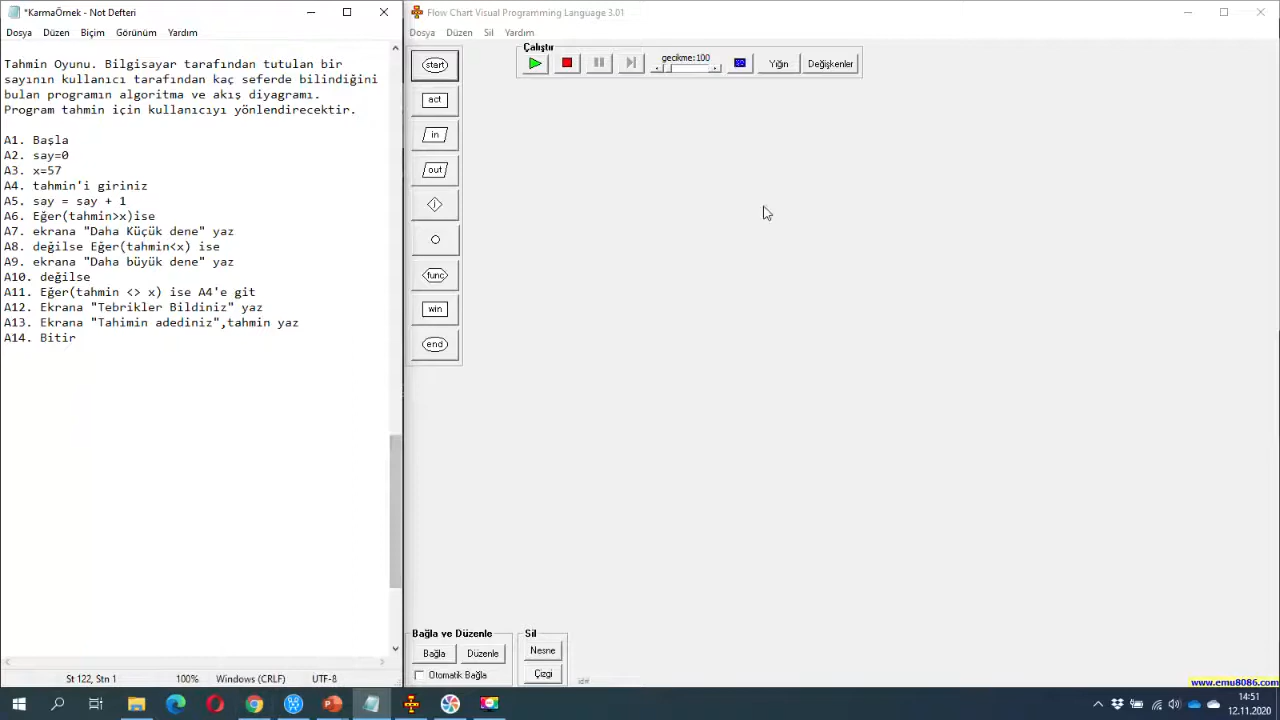 *KarmaÖrnek - Not Defteri
Dosya Düzen Biçim Görünüm Yardım
Tahmin Oyunu. Bilgisayar tarafından tutulan bir
sayının kullanıcı tarafından kaç seferde bilindiğini
bulan programın algoritma ve akış diyagramı.
Program tahmin için kullanıcıyı yönlendirecektir.
A1. Başla
A2. say=0
A3. x=57
A4. tahmin'i giriniz
A5. say = say + 1
A6. Eğer(tahmin>x)ise
A7. ekrana "Daha Küçük dene" yaz
A8. değilse Eğer(tahmin<x) ise
A9. ekrana "Daha büyük dene" yaz
A10. değilse
A11. Eğer(tahmin <> x) ise A4'e git
A12. Ekrana "Tebrikler Bildiniz" yaz
A13. Ekrana "Tahimin adediniz",tahmin yaz
A14. Bitir
St 122, Stn 1 100% Windows (CRLF) UTF-8
Flow Chart Visual Programming Language 3.01
Dosya Düzen Sil Yardım
Çalıştır
gecikme:100
Yığın
Değişkenler
start
act
in
out
i
func
win
end
Bağla ve Düzenle
Bağla Düzenle
Otomatik Bağla
Sil
Nesne
Çizgi
www.emu8086.com
14:51
12.11.2020